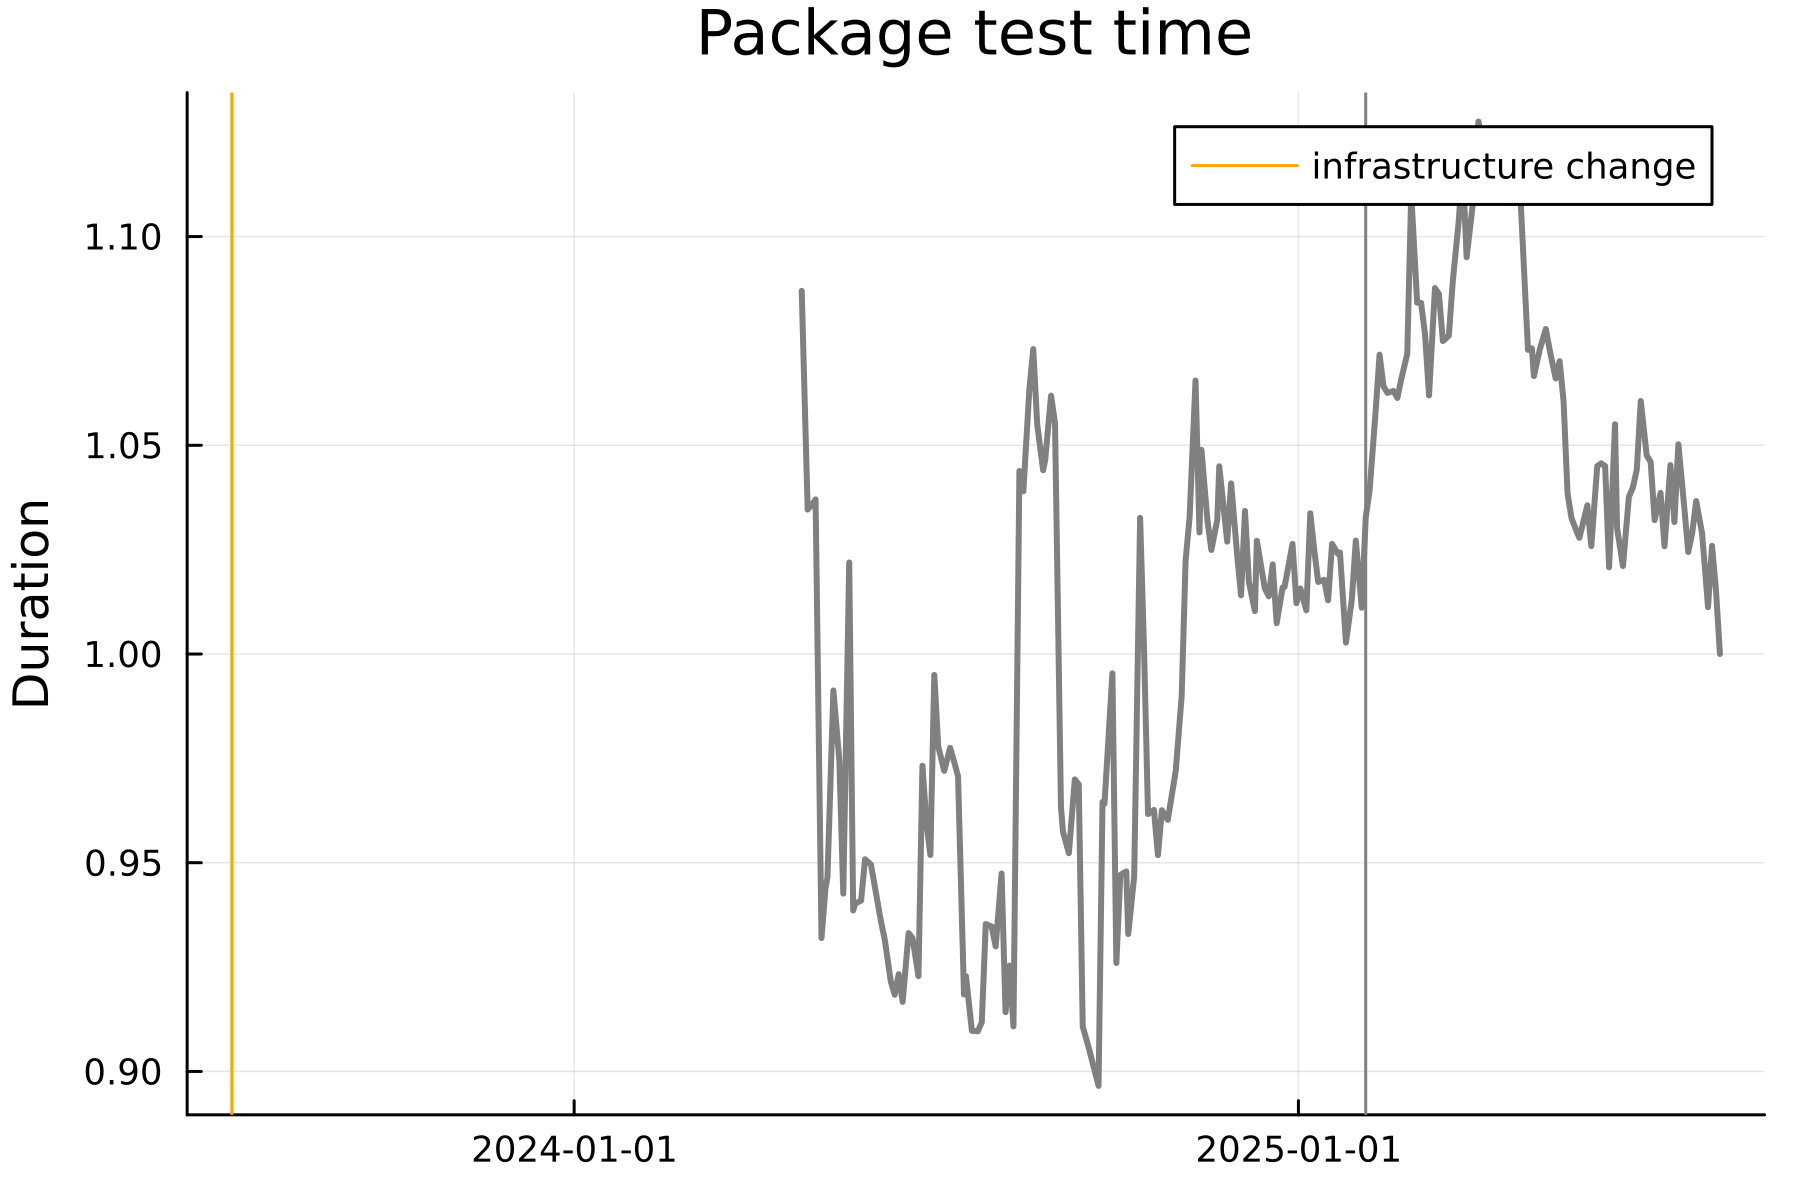 Package test time
infrastructure change
Duration
1.10
1.05
1.00
0.95
0.90
2024-01-01
2025-01-01